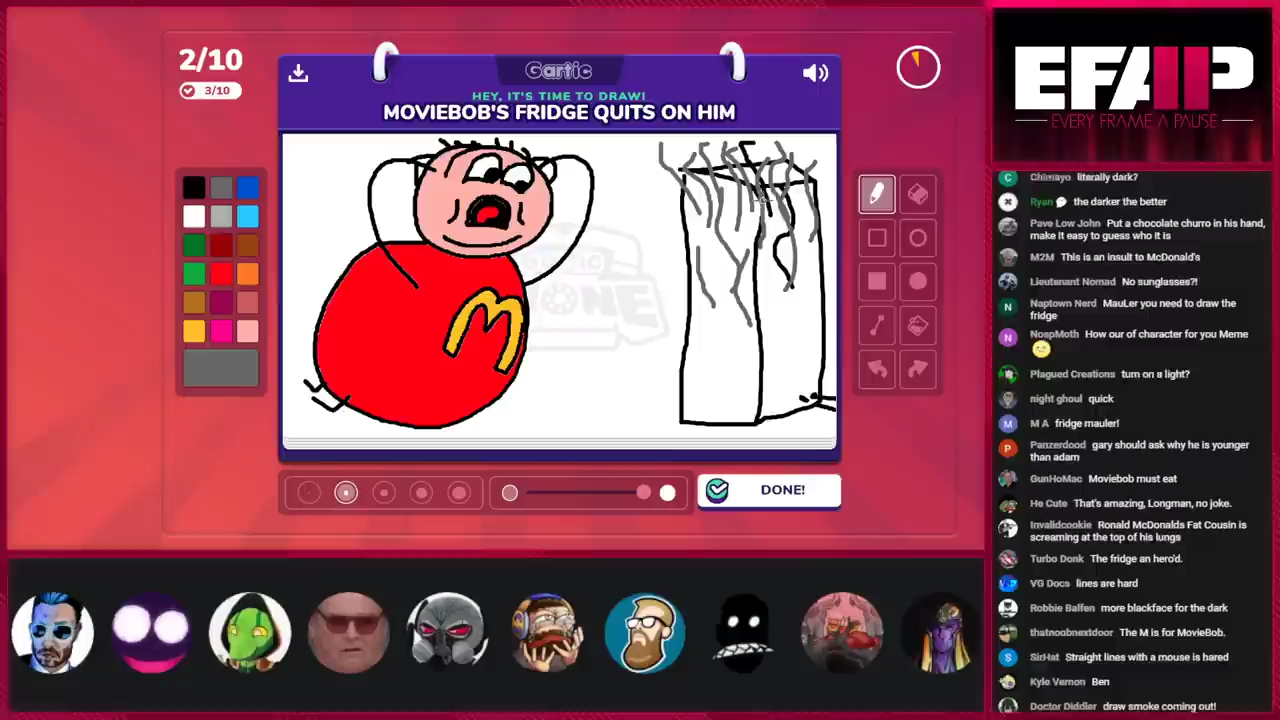 2/10
3/10
Gartic
HEY, IT'S TIME TO DRAW!
MOVIEBOB'S FRIDGE QUITS ON HIM
DONE!
EFAP
EVERY FRAME A PAUSE
Chimayo literally dark?
Ryan the darker the better
Pave Low John Put a chocolate churro in his hand,
make it easy to guess who it is
M2M This is an insult to McDonald's
Lieutenant Nomad No sunglasses?!
Naptown Nerd MauLer you need to draw the
fridge
NospMoth How our of character for you Meme
Plagued Creations turn on a light?
night ghoul quick
M A fridge mauler!
Panzerdood gary should ask why he is younger
than adam
GunHoMac Moviebob must eat
He Cute That's amazing, Longman, no joke.
Invalidcookie Ronald McDonalds Fat Cousin is
screaming at the top of his lungs
Turbo Donk The fridge an hero'd.
VG Docs lines are hard
Robbie Balfen more blackface for the dark
thatnoobnextdoor The M is for MovieBob.
SirHat Straight lines with a mouse is hared
Kyle Vernon Ben
Doctor Diddler draw smoke coming out!